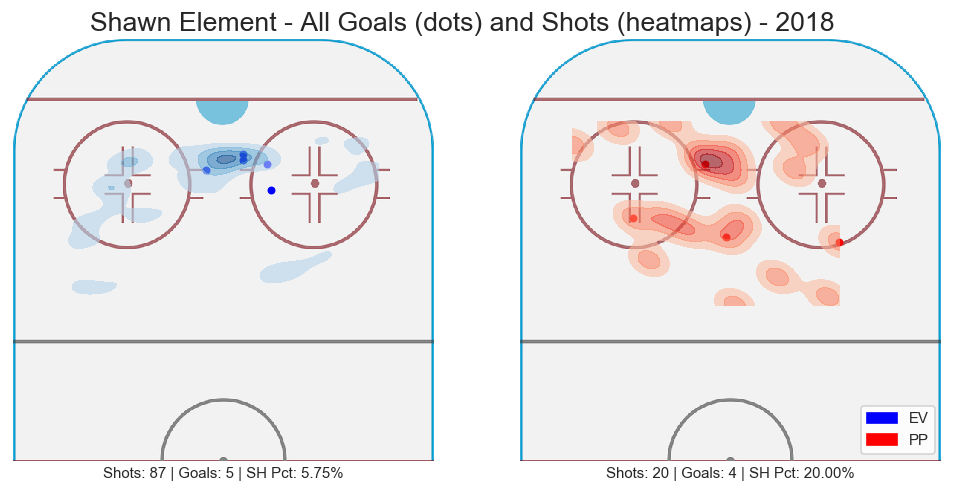 Shawn Element - All Goals (dots) and Shots (heatmaps) - 2018
EV
PP
Shots: 87 | Goals: 5 | SH Pct: 5.75%
Shots: 20 | Goals: 4 | SH Pct: 20.00%